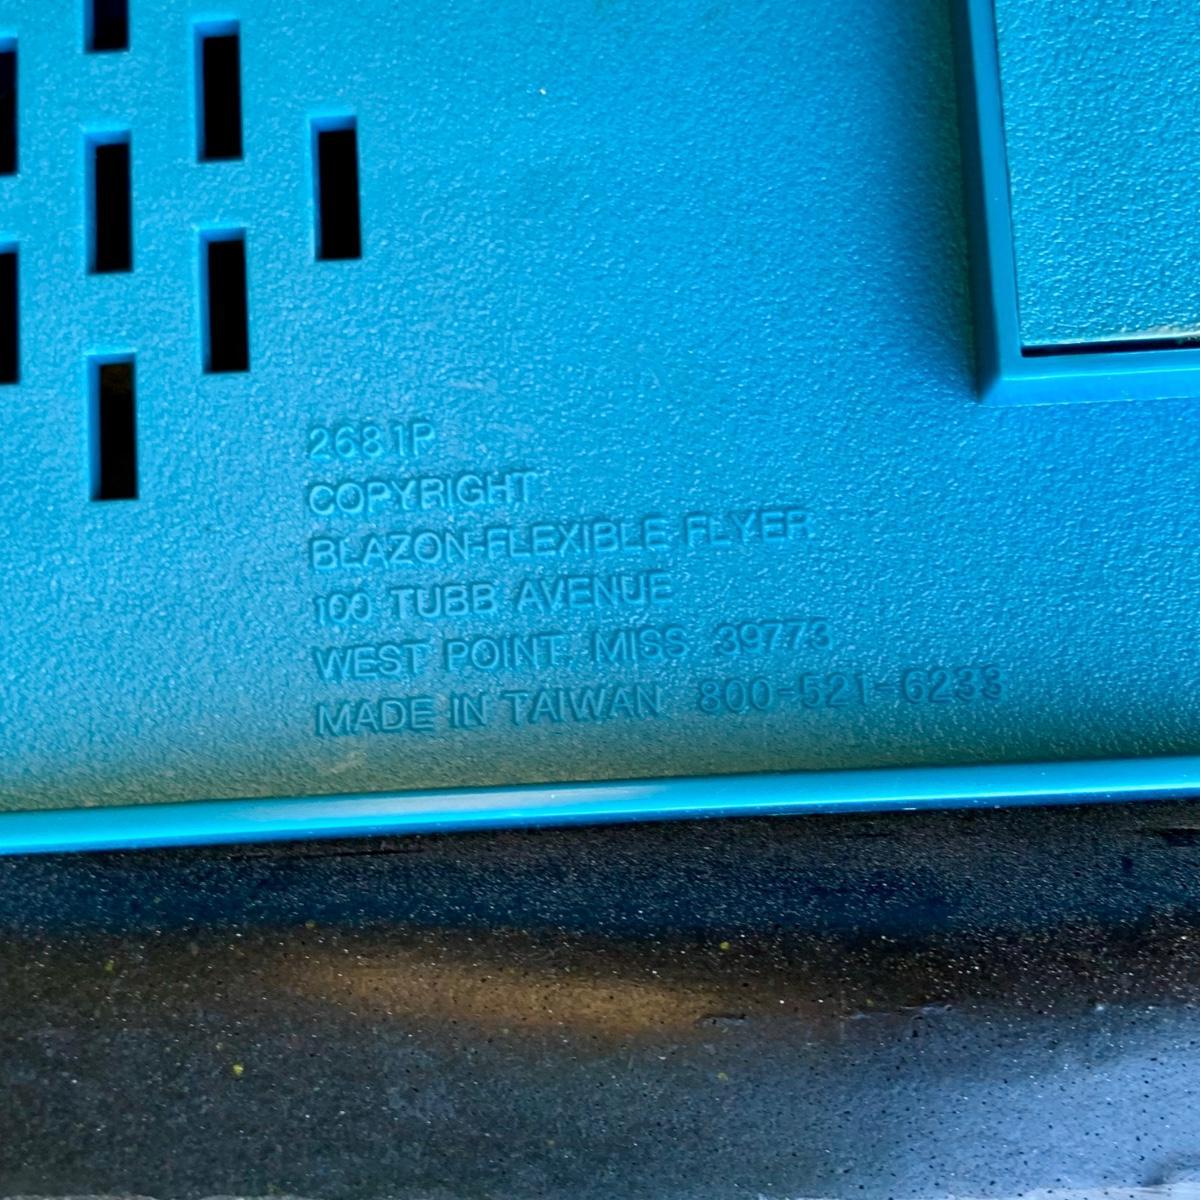 2681P
COPYRIGHT
BLAZON-FLEXIBLE FLYER
100 TUBB AVENUE
WEST POINT. MISS 39773
MADE IN TAIWAN 800-521-6233